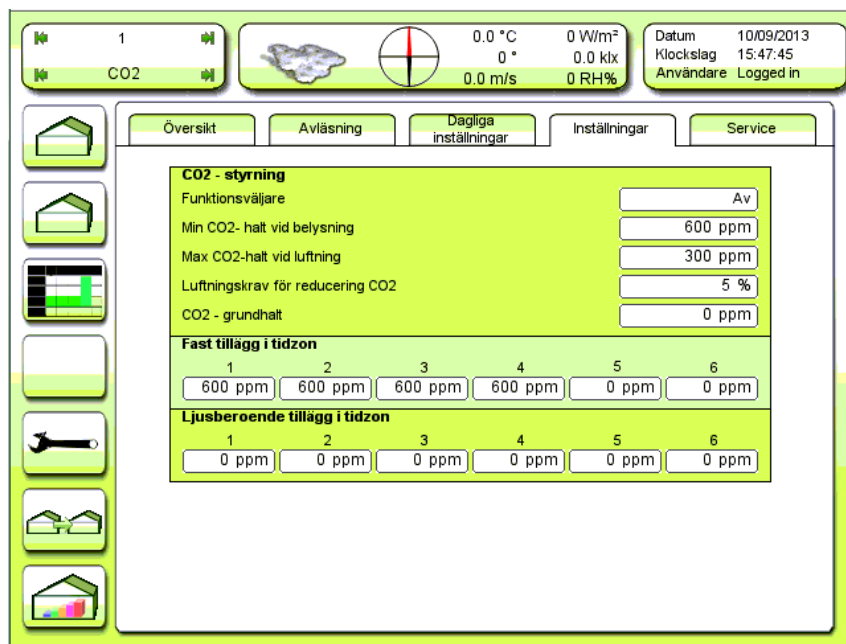 1
CO2
0.0 °C
0 °
0.0 m/s
0 W/m²
0.0 klx
0 RH%
Datum 10/09/2013
Klockslag 15:47:45
Användare Logged in
Översikt
Avläsning
Dagliga
inställningar
Inställningar
Service
CO2 - styrning
Funktionsväljare Av
Min CO2- halt vid belysning 600 ppm
Max CO2-halt vid luftning 300 ppm
Luftningskrav för reducering CO2 5 %
CO2 - grundhalt 0 ppm
Fast tillägg i tidzon
1 2 3 4 5 6
600 ppm 600 ppm 600 ppm 600 ppm 0 ppm 0 ppm
Ljusberoende tillägg i tidzon
1 2 3 4 5 6
0 ppm 0 ppm 0 ppm 0 ppm 0 ppm 0 ppm